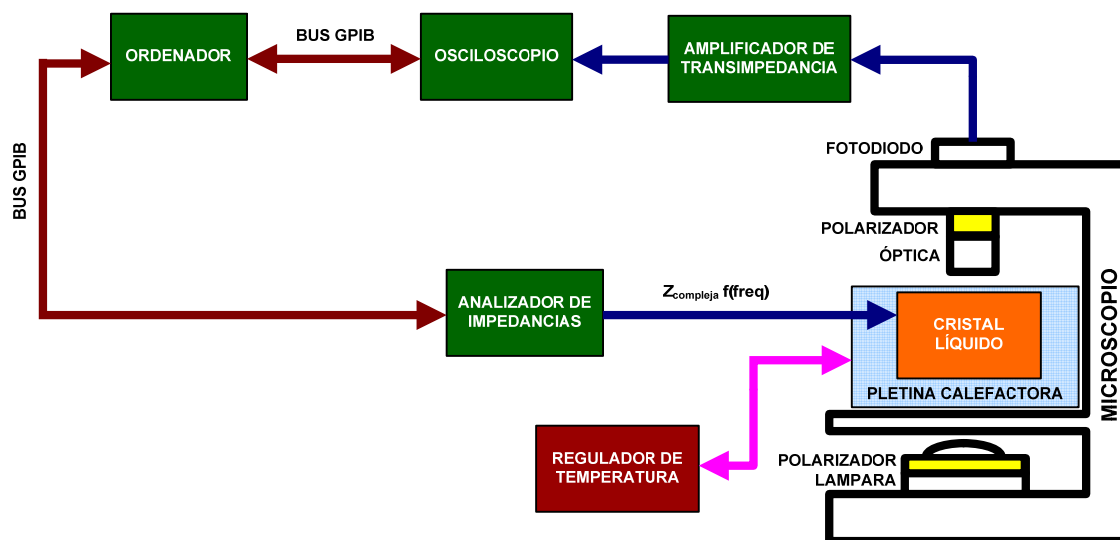 BUS GPIB
ORDENADOR
OSCILOSCOPIO
AMPLIFICADOR DE
TRANSIMPEDANCIA
BUS GPIB
FOTODIODO
POLARIZADOR
ÓPTICA
ANALIZADOR DE
IMPEDANCIAS
Zcompleja f(freq)
CRISTAL
LÍQUIDO
PLETINA CALEFACTORA
MICROSCOPIO
REGULADOR DE
TEMPERATURA
POLARIZADOR
LAMPARA